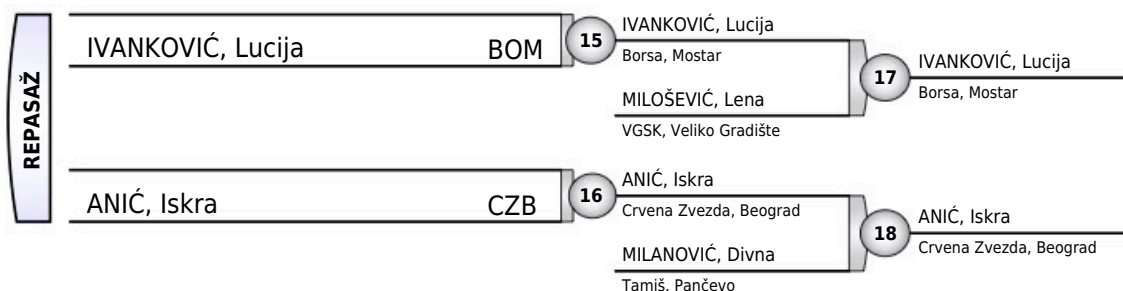 REPASAŽ
IVANKOVIĆ, Lucija BOM
15
IVANKOVIĆ, Lucija
Borsa, Mostar
MILOŠEVIĆ, Lena
VGSK, Veliko Gradište
17
IVANKOVIĆ, Lucija
Borsa, Mostar
ANIĆ, Iskra CZB
16
ANIĆ, Iskra
Crvena Zvezda, Beograd
MILANOVIĆ, Divna
Tamiš, Pančevo
18
ANIĆ, Iskra
Crvena Zvezda, Beograd